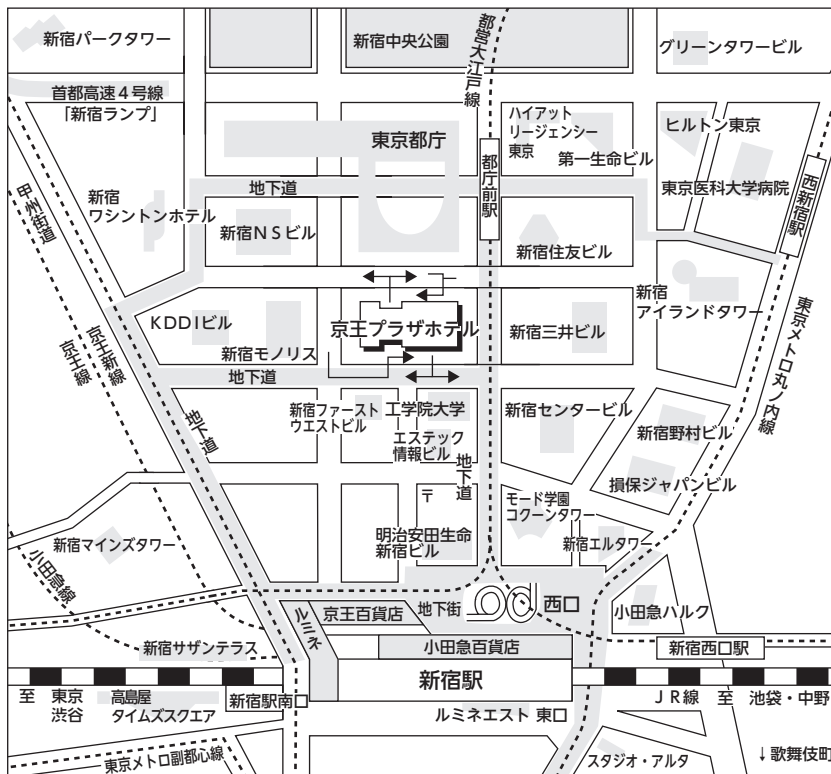 新宿パークタワー
新宿中央公園
都営大江戸線
グリーンタワービル
首都高速4号線
「新宿ランプ」
東京都庁
ハイアット
リージェンシー
東京
第一生命ビル
ヒルトン東京
都庁前駅
東京医科大学病院
西新宿駅
甲州街道
新宿
ワシントンホテル
地下道
新宿NSビル
新宿住友ビル
新宿
アイランドタワー
KDDIビル
京王プラザホテル
新宿三井ビル
東京メトロ丸ノ内線
京王新線
京王線
新宿モノリス
地下道
地下道
新宿ファースト
ウエストビル
工学院大学
エステック
情報ビル
地下道
新宿センタービル
新宿野村ビル
損保ジャパンビル
〒
モード学園
コクーンタワー
新宿マインズタワー
明治安田生命
新宿ビル
新宿エルタワー
小田急線
ルミネ
京王百貨店
地下街
西口
小田急ハルク
新宿サザンテラス
小田急百貨店
新宿西口駅
新宿駅
至 東京
渋谷
高島屋
タイムズスクエア
新宿駅南口
ルミネエスト 東口
JR線 至 池袋・中野
東京メトロ副都心線
スタジオ・アルタ
↓歌舞伎町